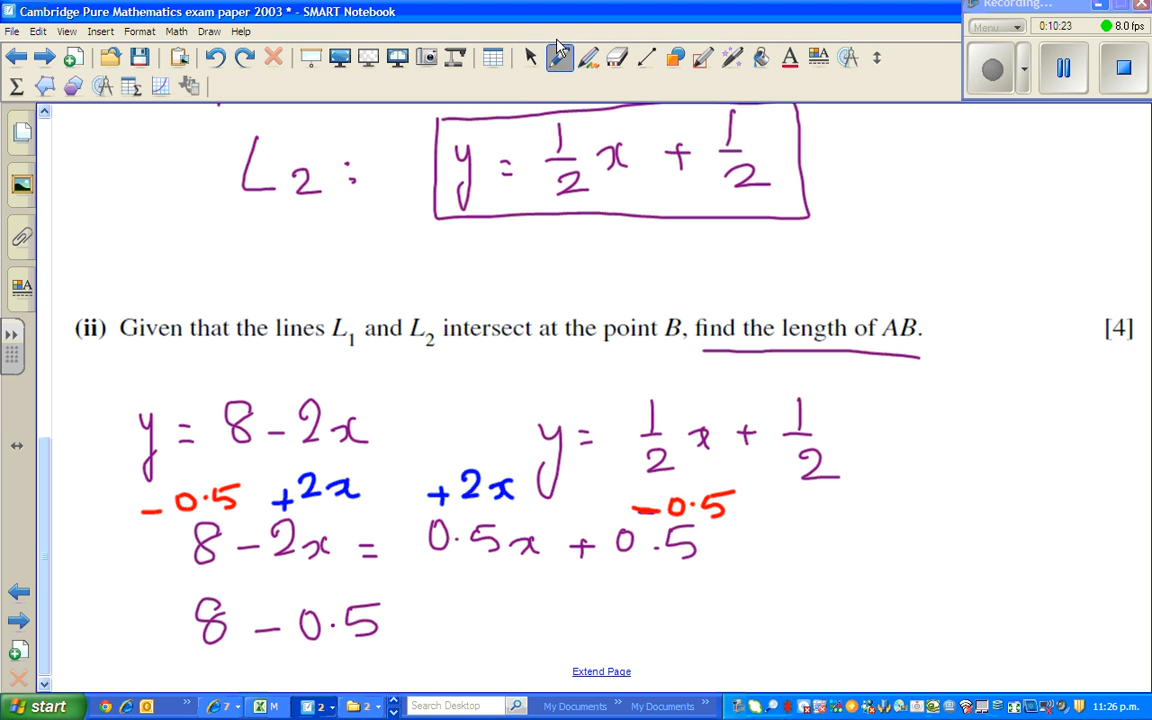 Cambridge Pure Mathematics exam paper 2003 * - SMART Notebook
Recording...
File Edit View Insert Format Math Draw Help
Menu 0:10:23 8.0 fps
L₂ : y = 1/2 x + 1/2
(ii) Given that the lines L₁ and L₂ intersect at the point B, find the length of AB. [4]
y = 8 - 2x y = 1/2 x + 1/2
- 0.5 +2x +2x - 0.5
8 - 2x = 0.5x + 0.5
8 - 0.5
Extend Page
start 7 M 2 2 Search Desktop My Documents » My Documents » 11:26 p.m.